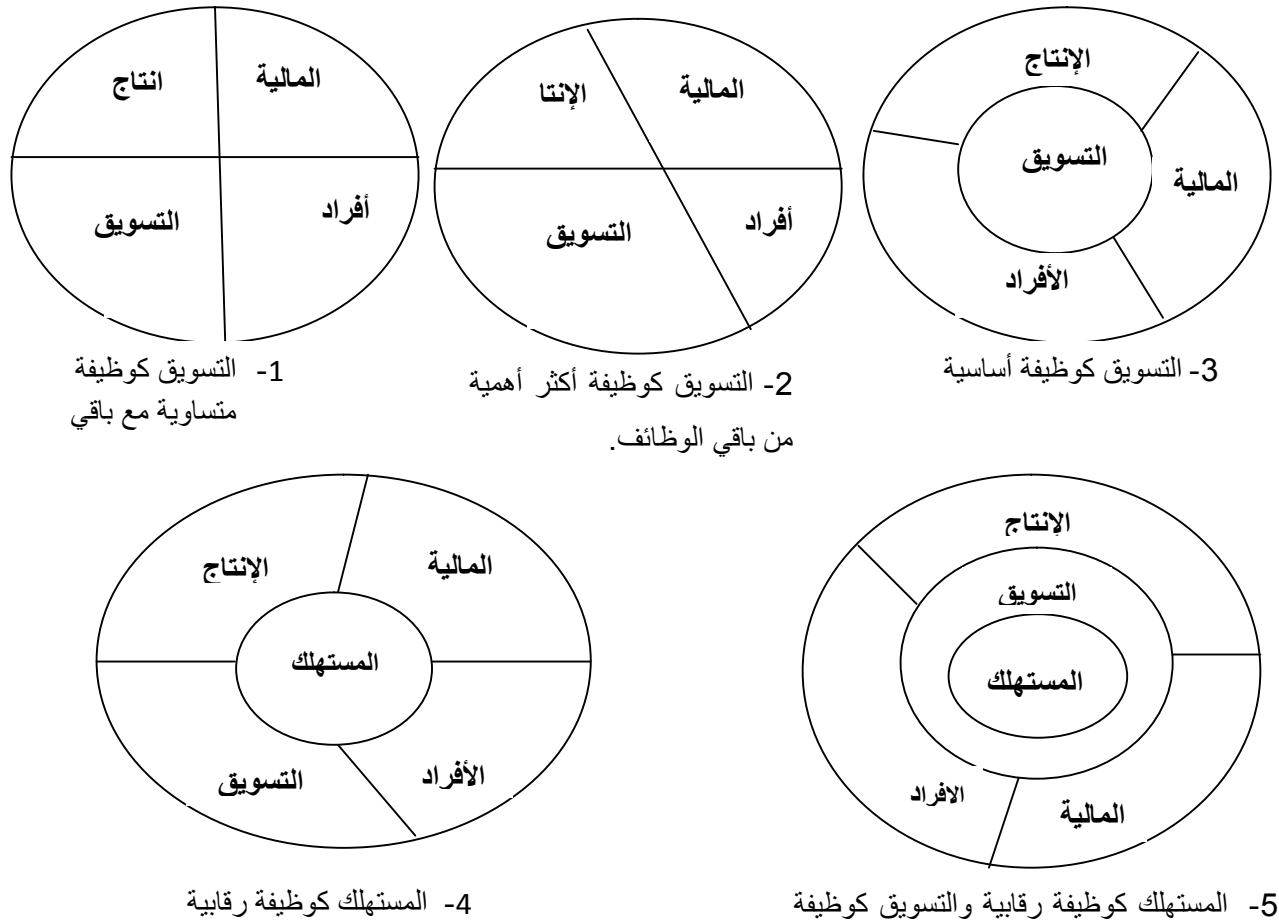 انتاج
المالية
التسويق
أفراد
1- التسويق كوظيفة
متساوية مع باقي
الإنتا
المالية
التسويق
أفراد
2- التسويق كوظيفة أكثر أهمية
من باقي الوظائف.
الإنتاج
التسويق
المالية
الأفراد
3- التسويق كوظيفة أساسية
الإنتاج
المالية
المستهلك
التسويق
الأفراد
4- المستهلك كوظيفة رقابية
الإنتاج
التسويق
المستهلك
الافراد
المالية
5- المستهلك كوظيفة رقابية والتسويق كوظيفة